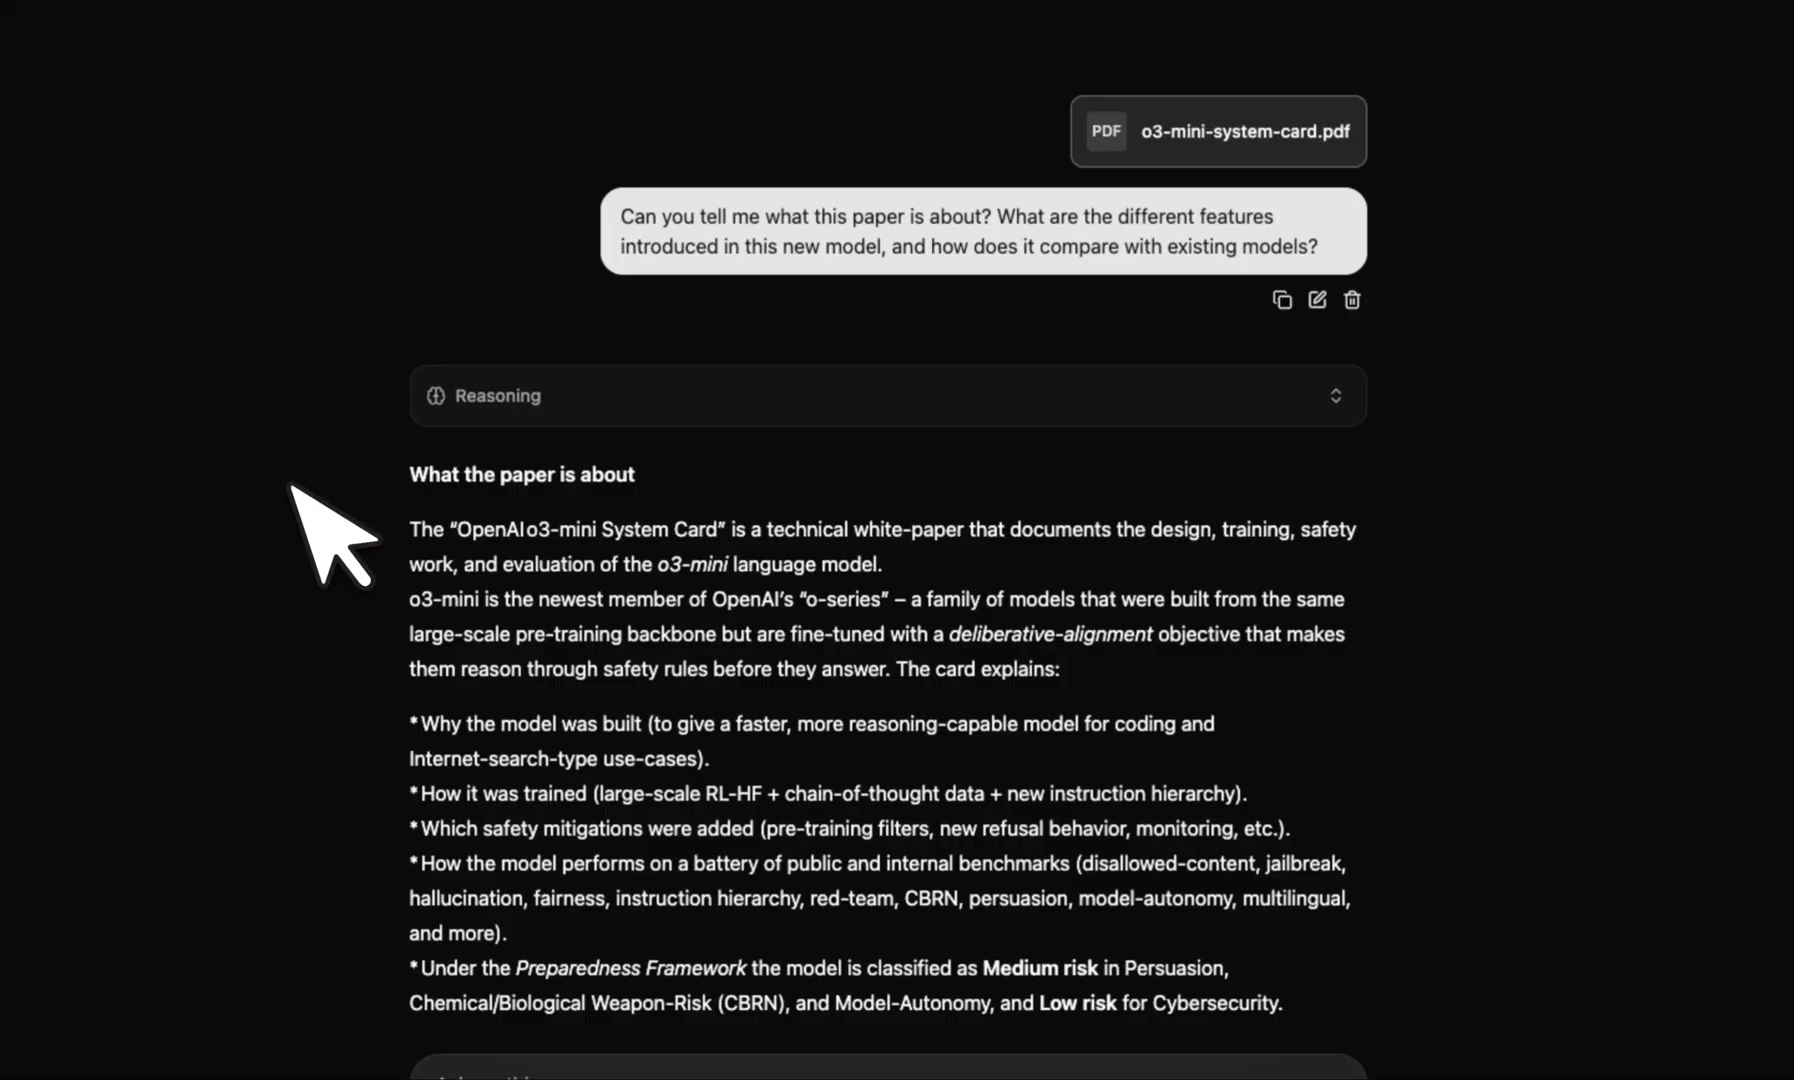 PDF o3-mini-system-card.pdf
Can you tell me what this paper is about? What are the different features
introduced in this new model, and how does it compare with existing models?
Reasoning
What the paper is about
The “OpenAI o3-mini System Card” is a technical white-paper that documents the design, training, safety
work, and evaluation of the o3-mini language model.
o3-mini is the newest member of OpenAI’s “o-series” – a family of models that were built from the same
large-scale pre-training backbone but are fine-tuned with a deliberative-alignment objective that makes
them reason through safety rules before they answer. The card explains:
* Why the model was built (to give a faster, more reasoning-capable model for coding and
Internet-search-type use-cases).
* How it was trained (large-scale RL-HF + chain-of-thought data + new instruction hierarchy).
* Which safety mitigations were added (pre-training filters, new refusal behavior, monitoring, etc.).
* How the model performs on a battery of public and internal benchmarks (disallowed-content, jailbreak,
hallucination, fairness, instruction hierarchy, red-team, CBRN, persuasion, model-autonomy, multilingual,
and more).
* Under the Preparedness Framework the model is classified as Medium risk in Persuasion,
Chemical/Biological Weapon-Risk (CBRN), and Model-Autonomy, and Low risk for Cybersecurity.